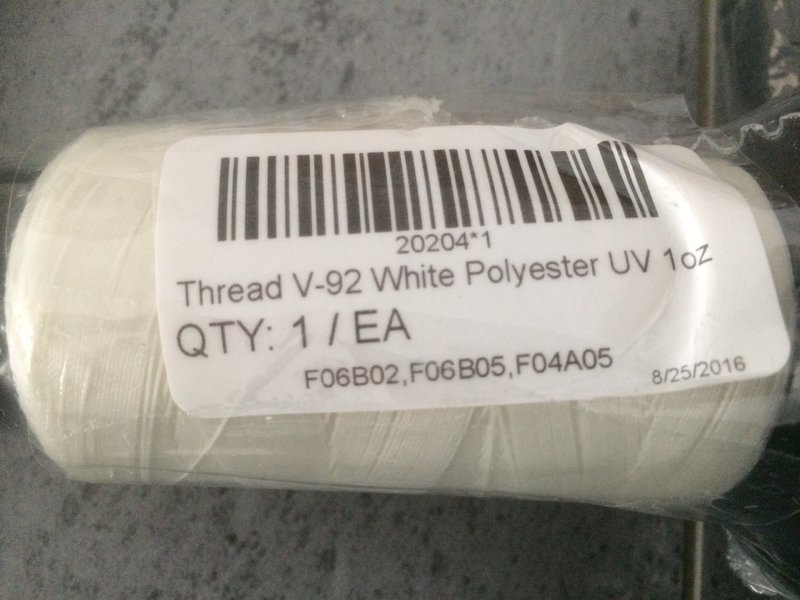 20204*1
Thread V-92 White Polyester UV 1oz
QTY: 1 / EA
F06B02,F06B05,F04A05 8/25/2016